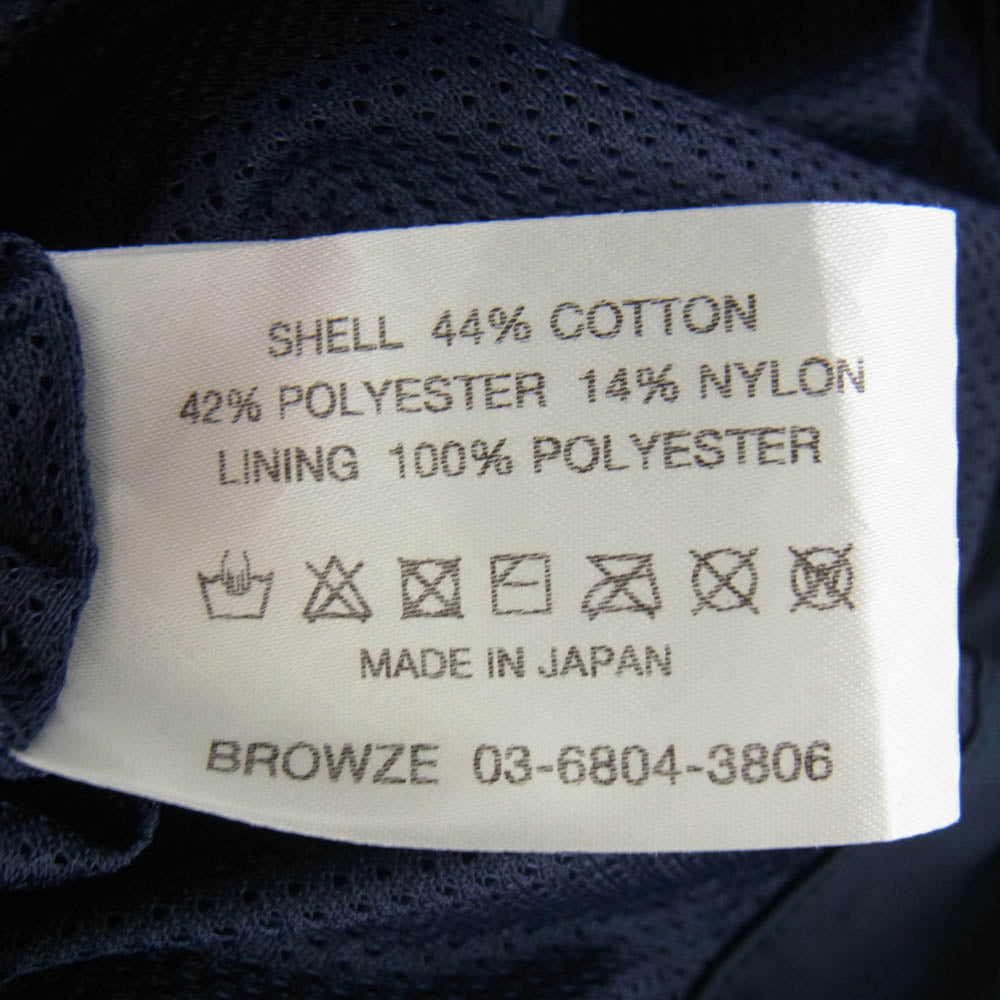 SHELL 44% COTTON
42% POLYESTER 14% NYLON
LINING 100% POLYESTER
W
MADE IN JAPAN
BROWZE 03-6804-3806